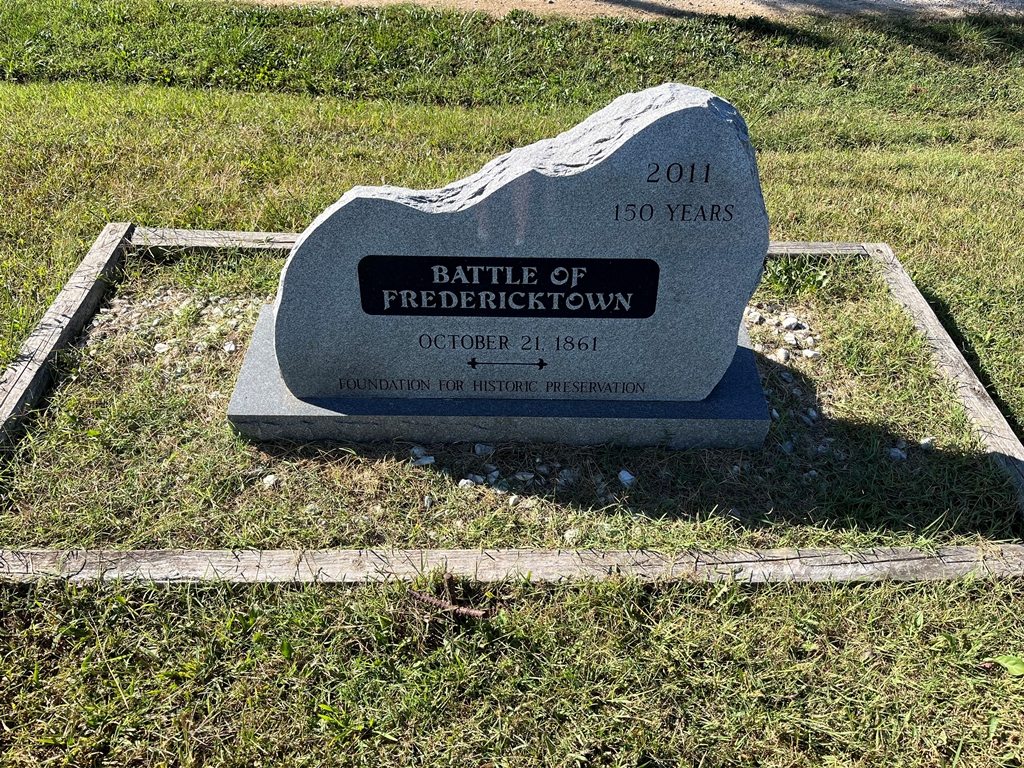 2011
150 YEARS
BATTLE OF
FREDERICKTOWN
OCTOBER 21, 1861
FOUNDATION FOR HISTORIC PRESERVATION